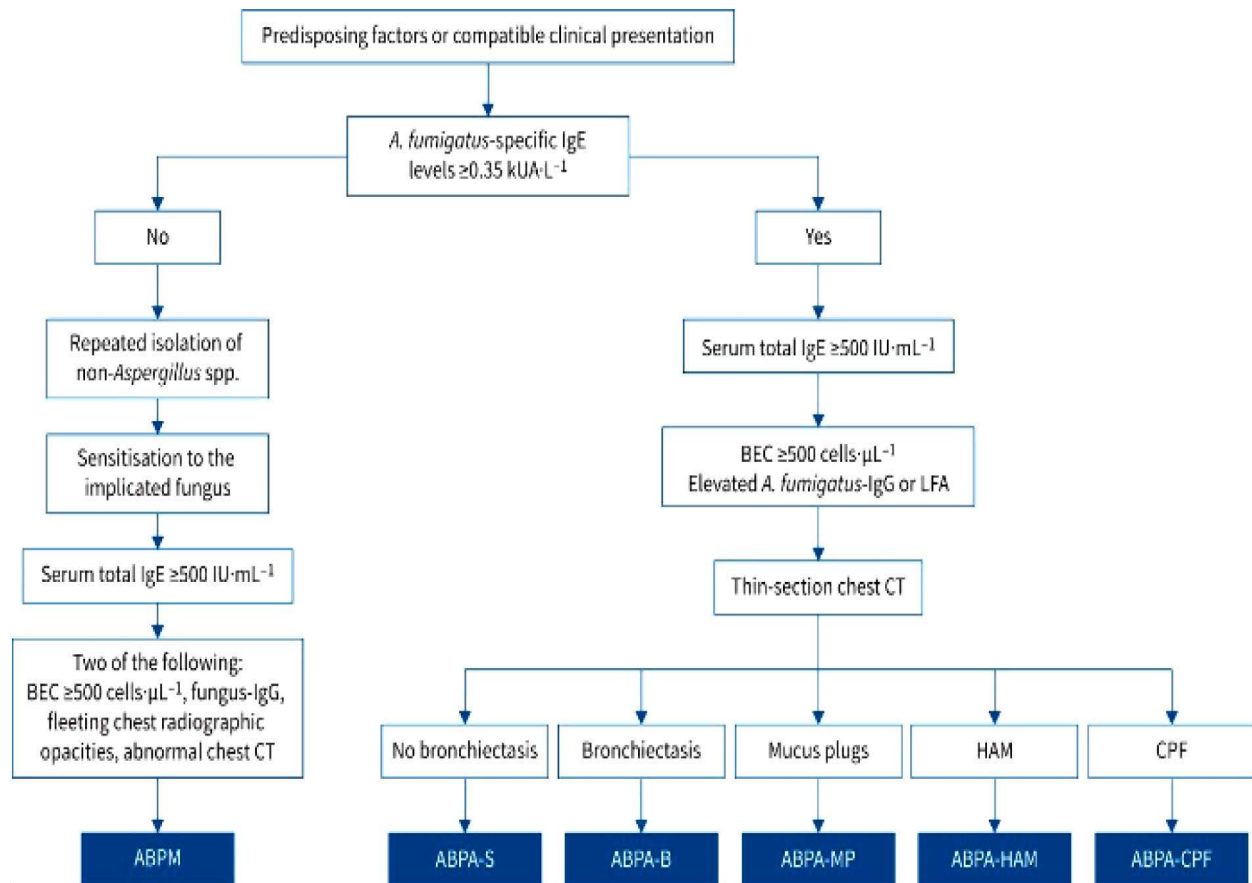 Predisposing factors or compatible clinical presentation
A. fumigatus-specific IgE
levels ≥0.35 kUA·L⁻¹
No
Yes
Repeated isolation of
non-Aspergillus spp.
Serum total IgE ≥500 IU·mL⁻¹
Sensitisation to the
implicated fungus
BEC ≥500 cells·µL⁻¹
Elevated A. fumigatus-IgG or LFA
Serum total IgE ≥500 IU·mL⁻¹
Thin-section chest CT
Two of the following:
BEC ≥500 cells·µL⁻¹, fungus-IgG,
fleeting chest radiographic
opacities, abnormal chest CT
No bronchiectasis
Bronchiectasis
Mucus plugs
HAM
CPF
ABPM
ABPA-S
ABPA-B
ABPA-MP
ABPA-HAM
ABPA-CPF